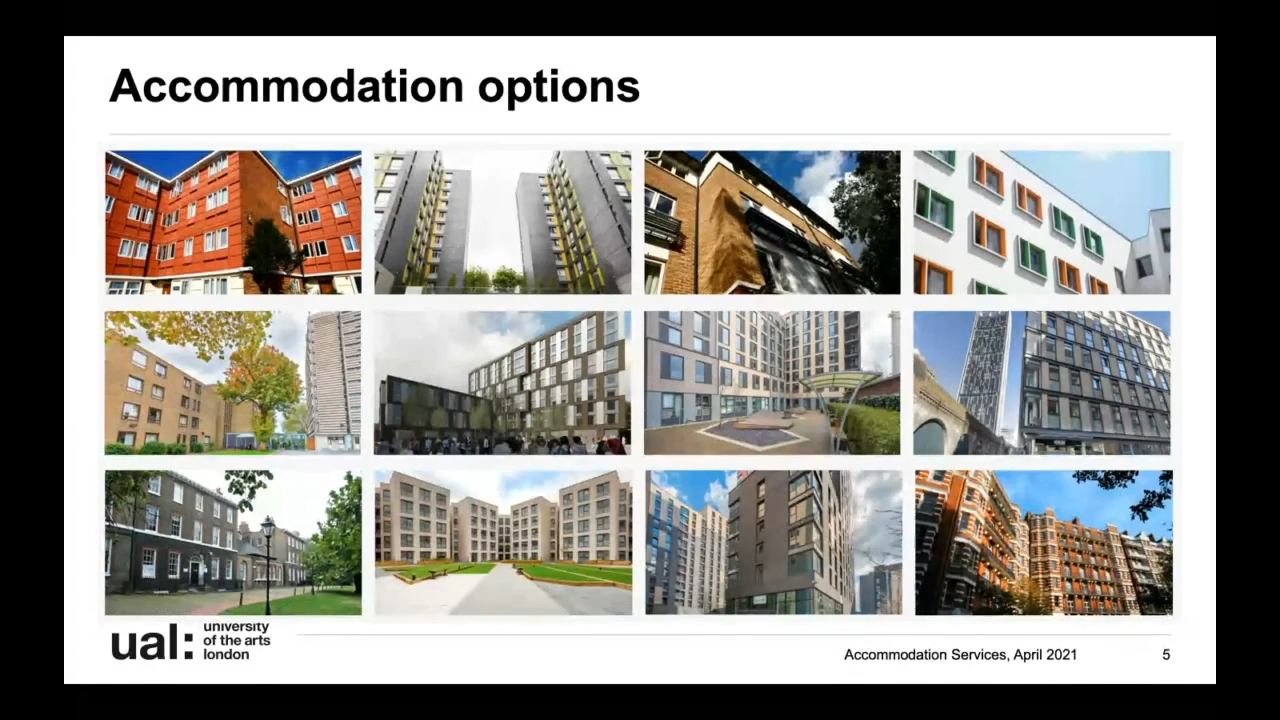 Accommodation options
ual:
university
of the arts
london
Accommodation Services, April 2021
5